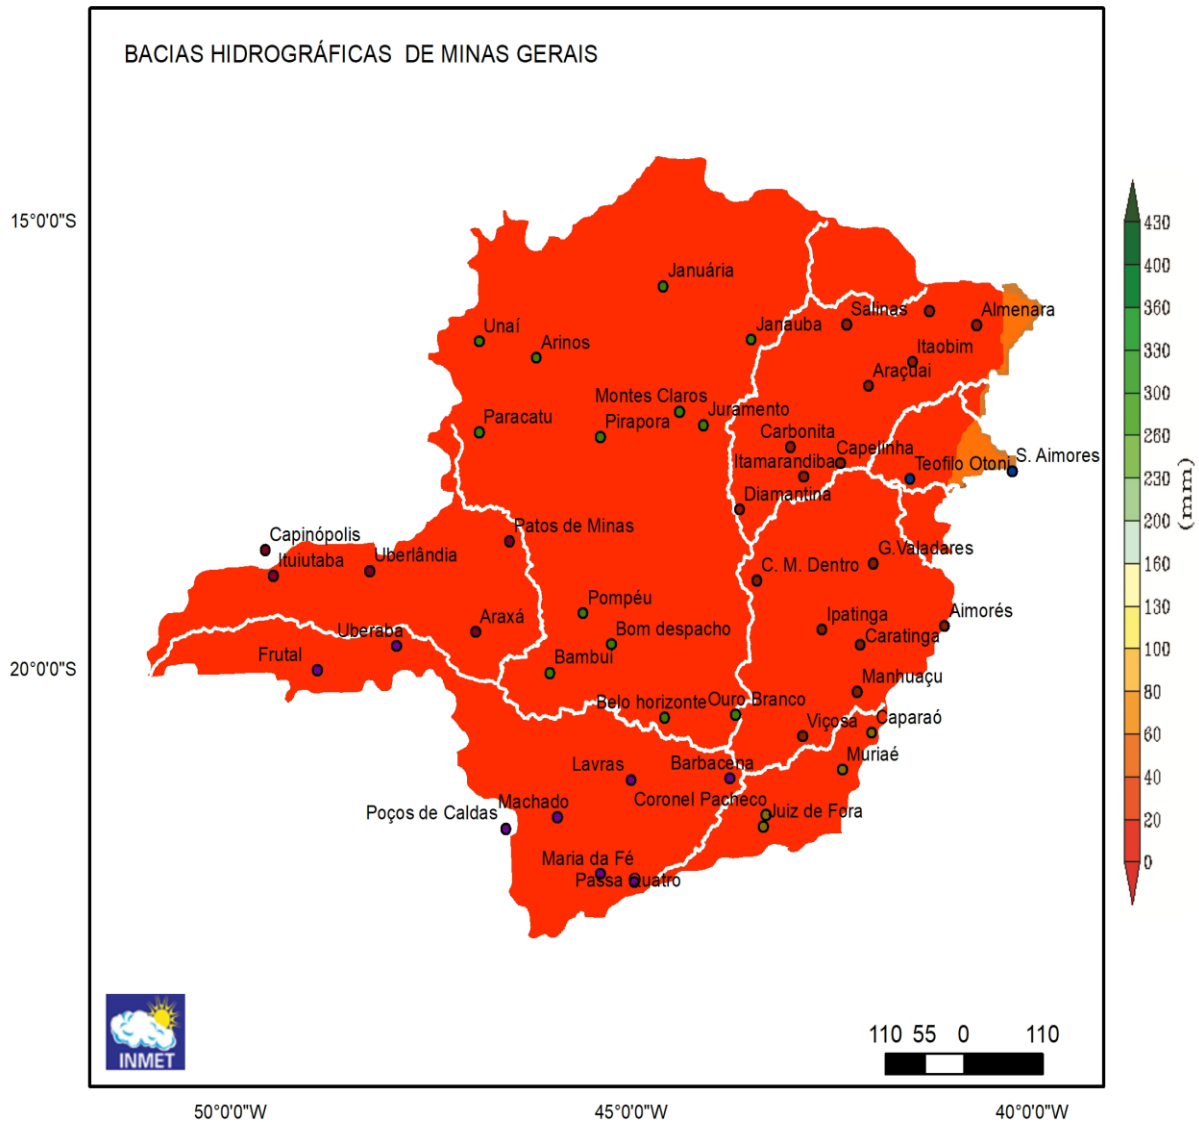 BACIAS HIDROGRÁFICAS DE MINAS GERAIS
15°0'0"S
430
400
360
330
300
260
230
200
160
130
100
80
60
40
20
0
(mm)
Januária
Unaí
Arinos
Janauba
Salinas
Almenara
Itaobim
Araçuai
Montes Claros
Juramento
Paracatu
Pirapora
Carbonita
Capelinha
Itamarandiba
Teofilo Otoni
S. Aimores
Diamantina
Patos de Minas
Capinópolis
Ituiutaba
Uberlândia
G.Valadares
C. M. Dentro
Pompéu
Araxá
Ipatinga
Aimorés
Uberaba
Bom despacho
Caratinga
Frutal
Bambuí
20°0'0"S
Manhuaçu
Belo horizonte
Ouro Branco
Viçosa
Caparaó
Lavras
Barbacena
Muriaé
Poços de Caldas
Machado
Coronel Pacheco
Juiz de Fora
Maria da Fé
Passa Quatro
INMET
110 55 0 110
50°0'0"W
45°0'0"W
40°0'0"W